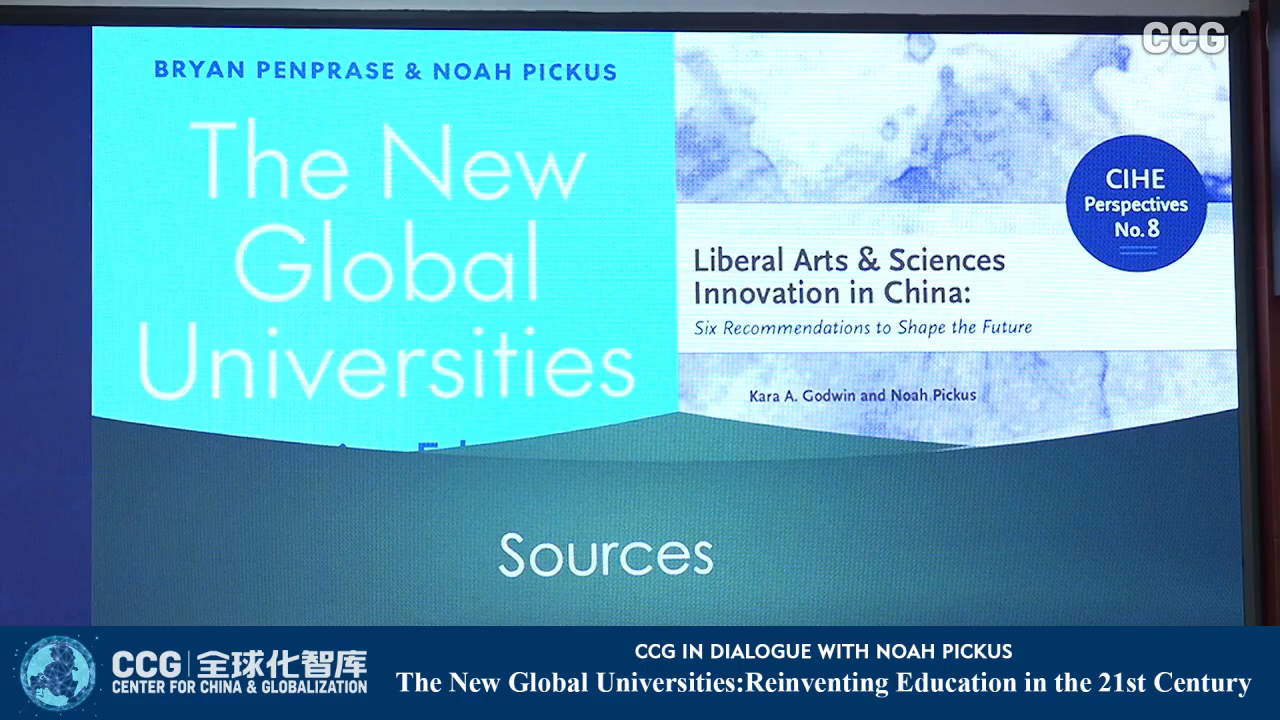 CCG
BRYAN PENPRASE & NOAH PICKUS
The New
Global
Universities
CIHE
Perspectives
No. 8
Liberal Arts & Sciences
Innovation in China:
Six Recommendations to Shape the Future
Kara A. Godwin and Noah Pickus
Sources
CCG 全球化智库
CENTER FOR CHINA & GLOBALIZATION
CCG IN DIALOGUE WITH NOAH PICKUS
The New Global Universities:Reinventing Education in the 21st Century